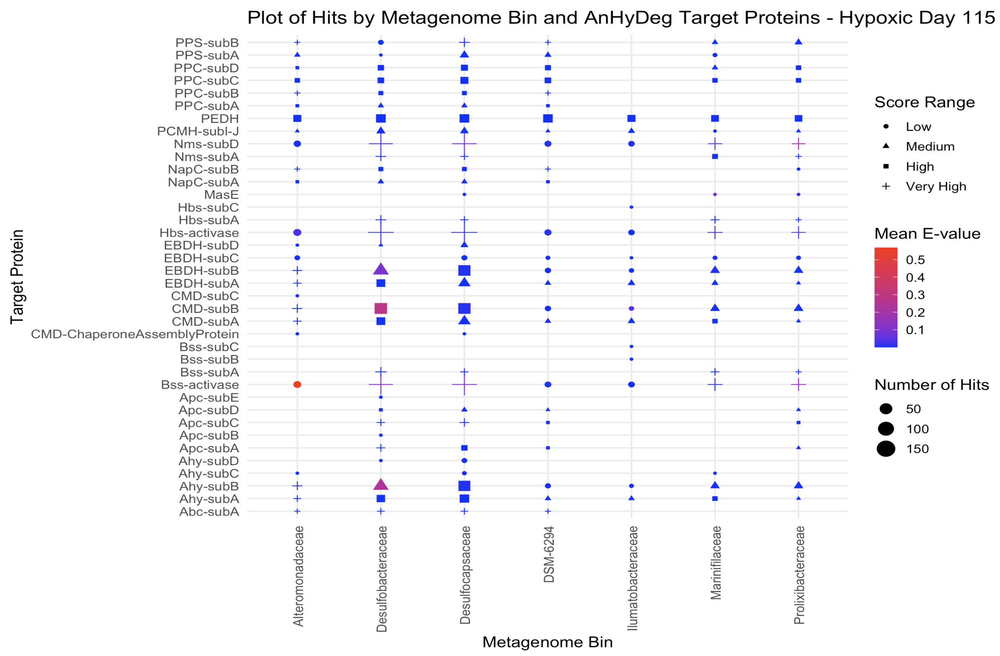 Plot of Hits by Metagenome Bin and AnHyDeg Target Proteins - Hypoxic Day 115
Target Protein
PPS-subB
PPS-subA
PPC-subD
PPC-subC
PPC-subB
PPC-subA
PEDH
PCMH-subI-J
Nms-subD
Nms-subA
NapC-subB
NapC-subA
MasE
Hbs-subC
Hbs-subA
Hbs-activase
EBDH-subD
EBDH-subC
EBDH-subB
EBDH-subA
CMD-subC
CMD-subB
CMD-subA
CMD-ChaperoneAssemblyProtein
Bss-subC
Bss-subB
Bss-subA
Bss-activase
Apc-subE
Apc-subD
Apc-subC
Apc-subB
Apc-subA
Ahy-subD
Ahy-subC
Ahy-subB
Ahy-subA
Abc-subA
Alteromonadaceae
Desulfobacteraceae
Desulfocapsaceae
DSM-6294
Ilumatobacteraceae
Marinifilaceae
Prolixibacteraceae
Metagenome Bin
Score Range
Low
Medium
High
Very High
Mean E-value
0.5
0.4
0.3
0.2
0.1
Number of Hits
50
100
150